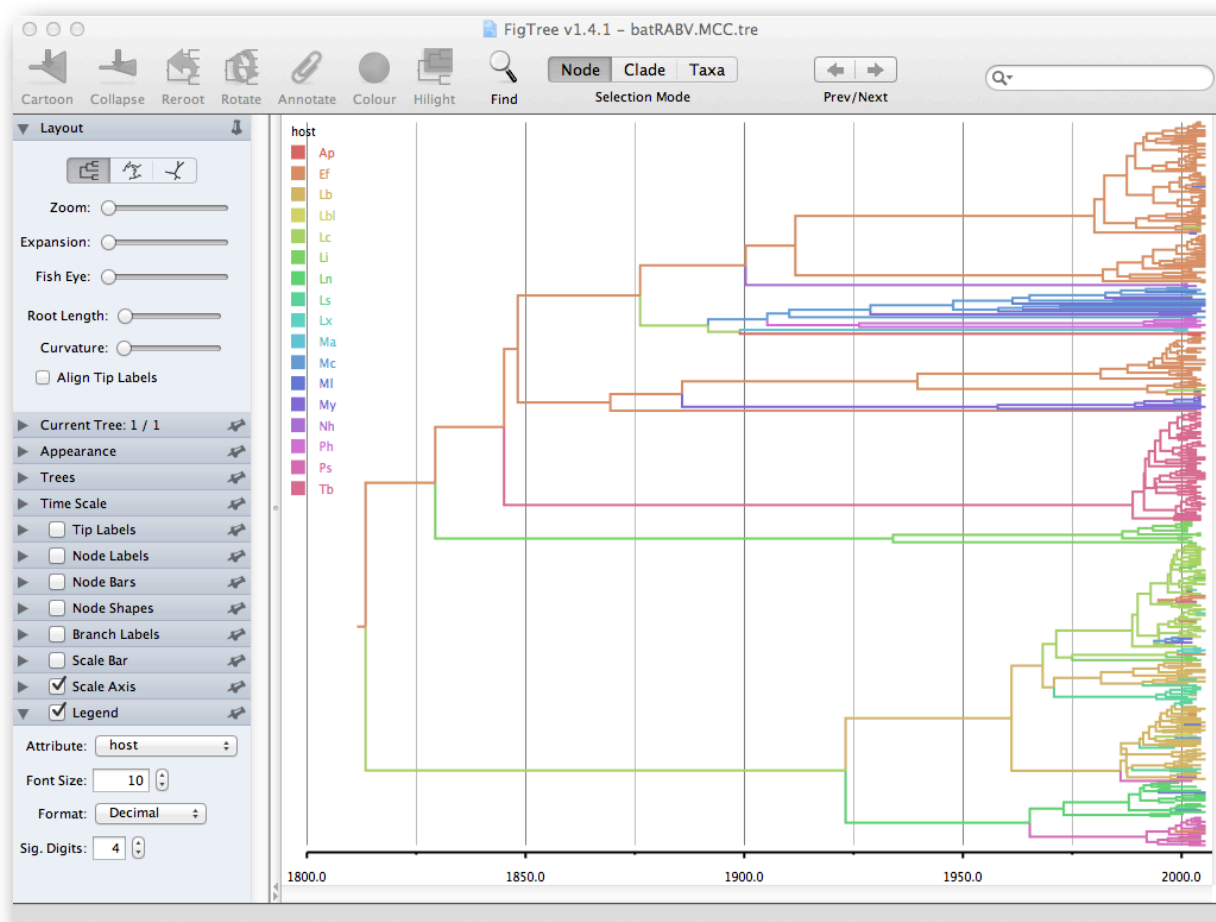 FigTree v1.4.1 - batRABV.MCC.tre
Cartoon Collapse Reroot Rotate Annotate Colour Hilight Find
Node Clade Taxa
Selection Mode
Prev/Next
Layout
Zoom:
Expansion:
Fish Eye:
Root Length:
Curvature:
Align Tip Labels
Current Tree: 1 / 1
Appearance
Trees
Time Scale
Tip Labels
Node Labels
Node Bars
Node Shapes
Branch Labels
Scale Bar
Scale Axis
Legend
Attribute: host
Font Size: 10
Format: Decimal
Sig. Digits: 4
host
Ap
Ef
Lb
Lbl
Lc
Li
Ln
Ls
Lx
Ma
Mc
Ml
My
Nh
Ph
Ps
Tb
1800.0 1850.0 1900.0 1950.0 2000.0